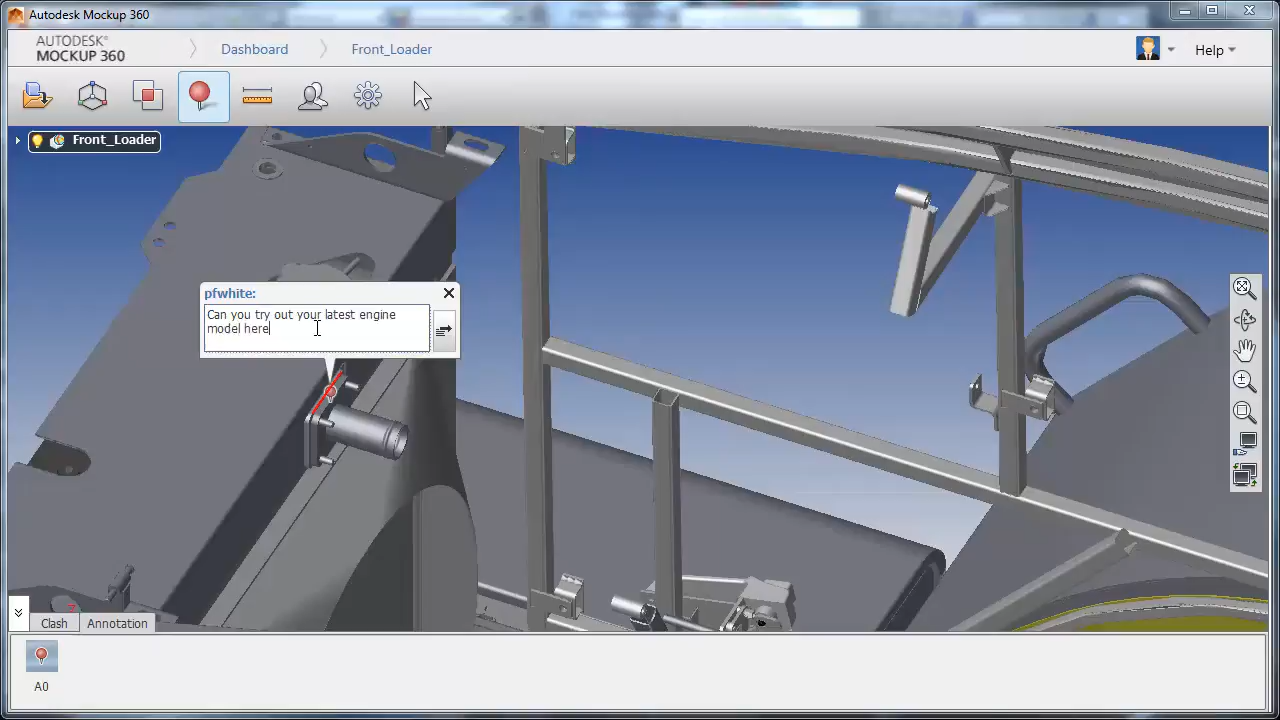 Autodesk Mockup 360
AUTODESK®
MOCKUP 360
Dashboard
Front_Loader
Help
Front_Loader
pfwhite:
Can you try out your latest engine
model here
Clash
Annotation
A0